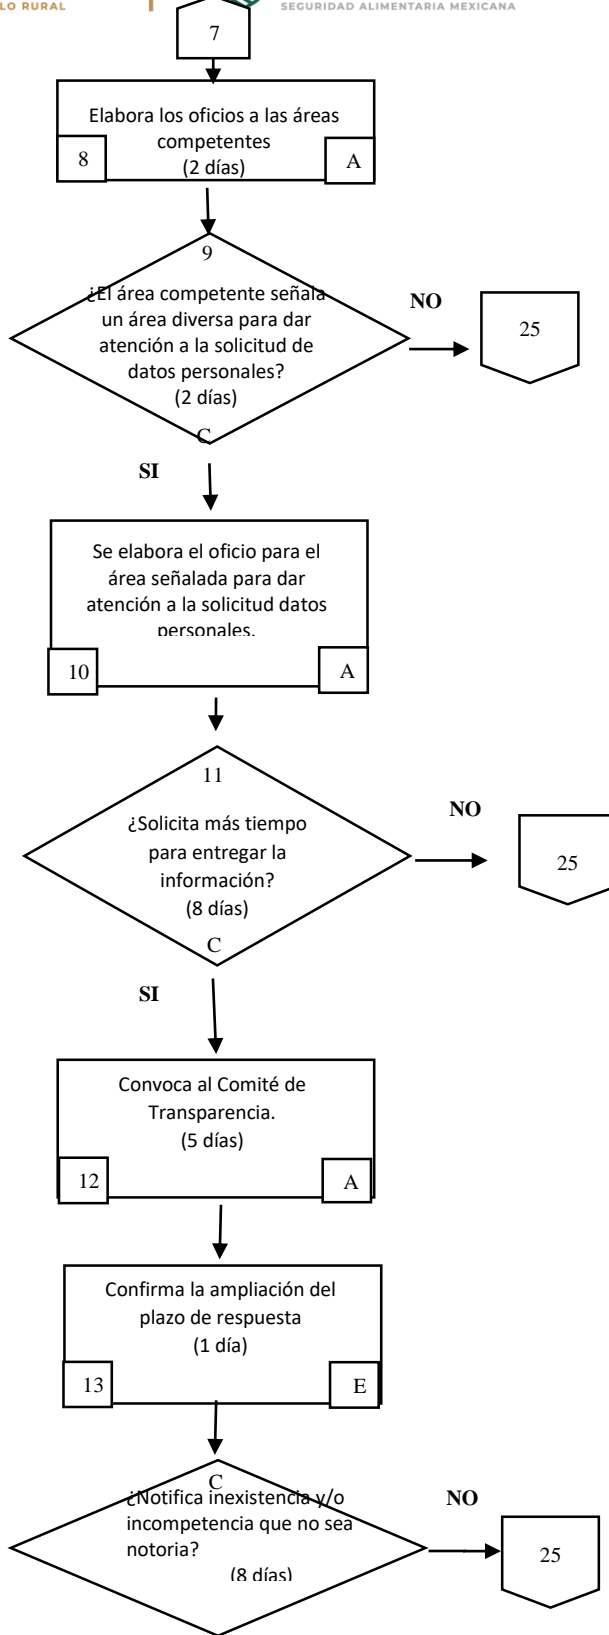 LO RURAL
SEGURIDAD ALIMENTARIA MEXICANA
7
Elabora los oficios a las áreas
competentes
(2 días)
8
A
9
¿El área competente señala
un área diversa para dar
atención a la solicitud de
datos personales?
(2 días)
C
NO
25
SI
Se elabora el oficio para el
área señalada para dar
atención a la solicitud datos
personales.
10
A
11
¿Solicita más tiempo
para entregar la
información?
(8 días)
C
NO
25
SI
Convoca al Comité de
Transparencia.
(5 días)
12
A
Confirma la ampliación del
plazo de respuesta
(1 día)
13
E
C
¿Notifica inexistencia y/o
incompetencia que no sea
notoria?
(8 días)
NO
25